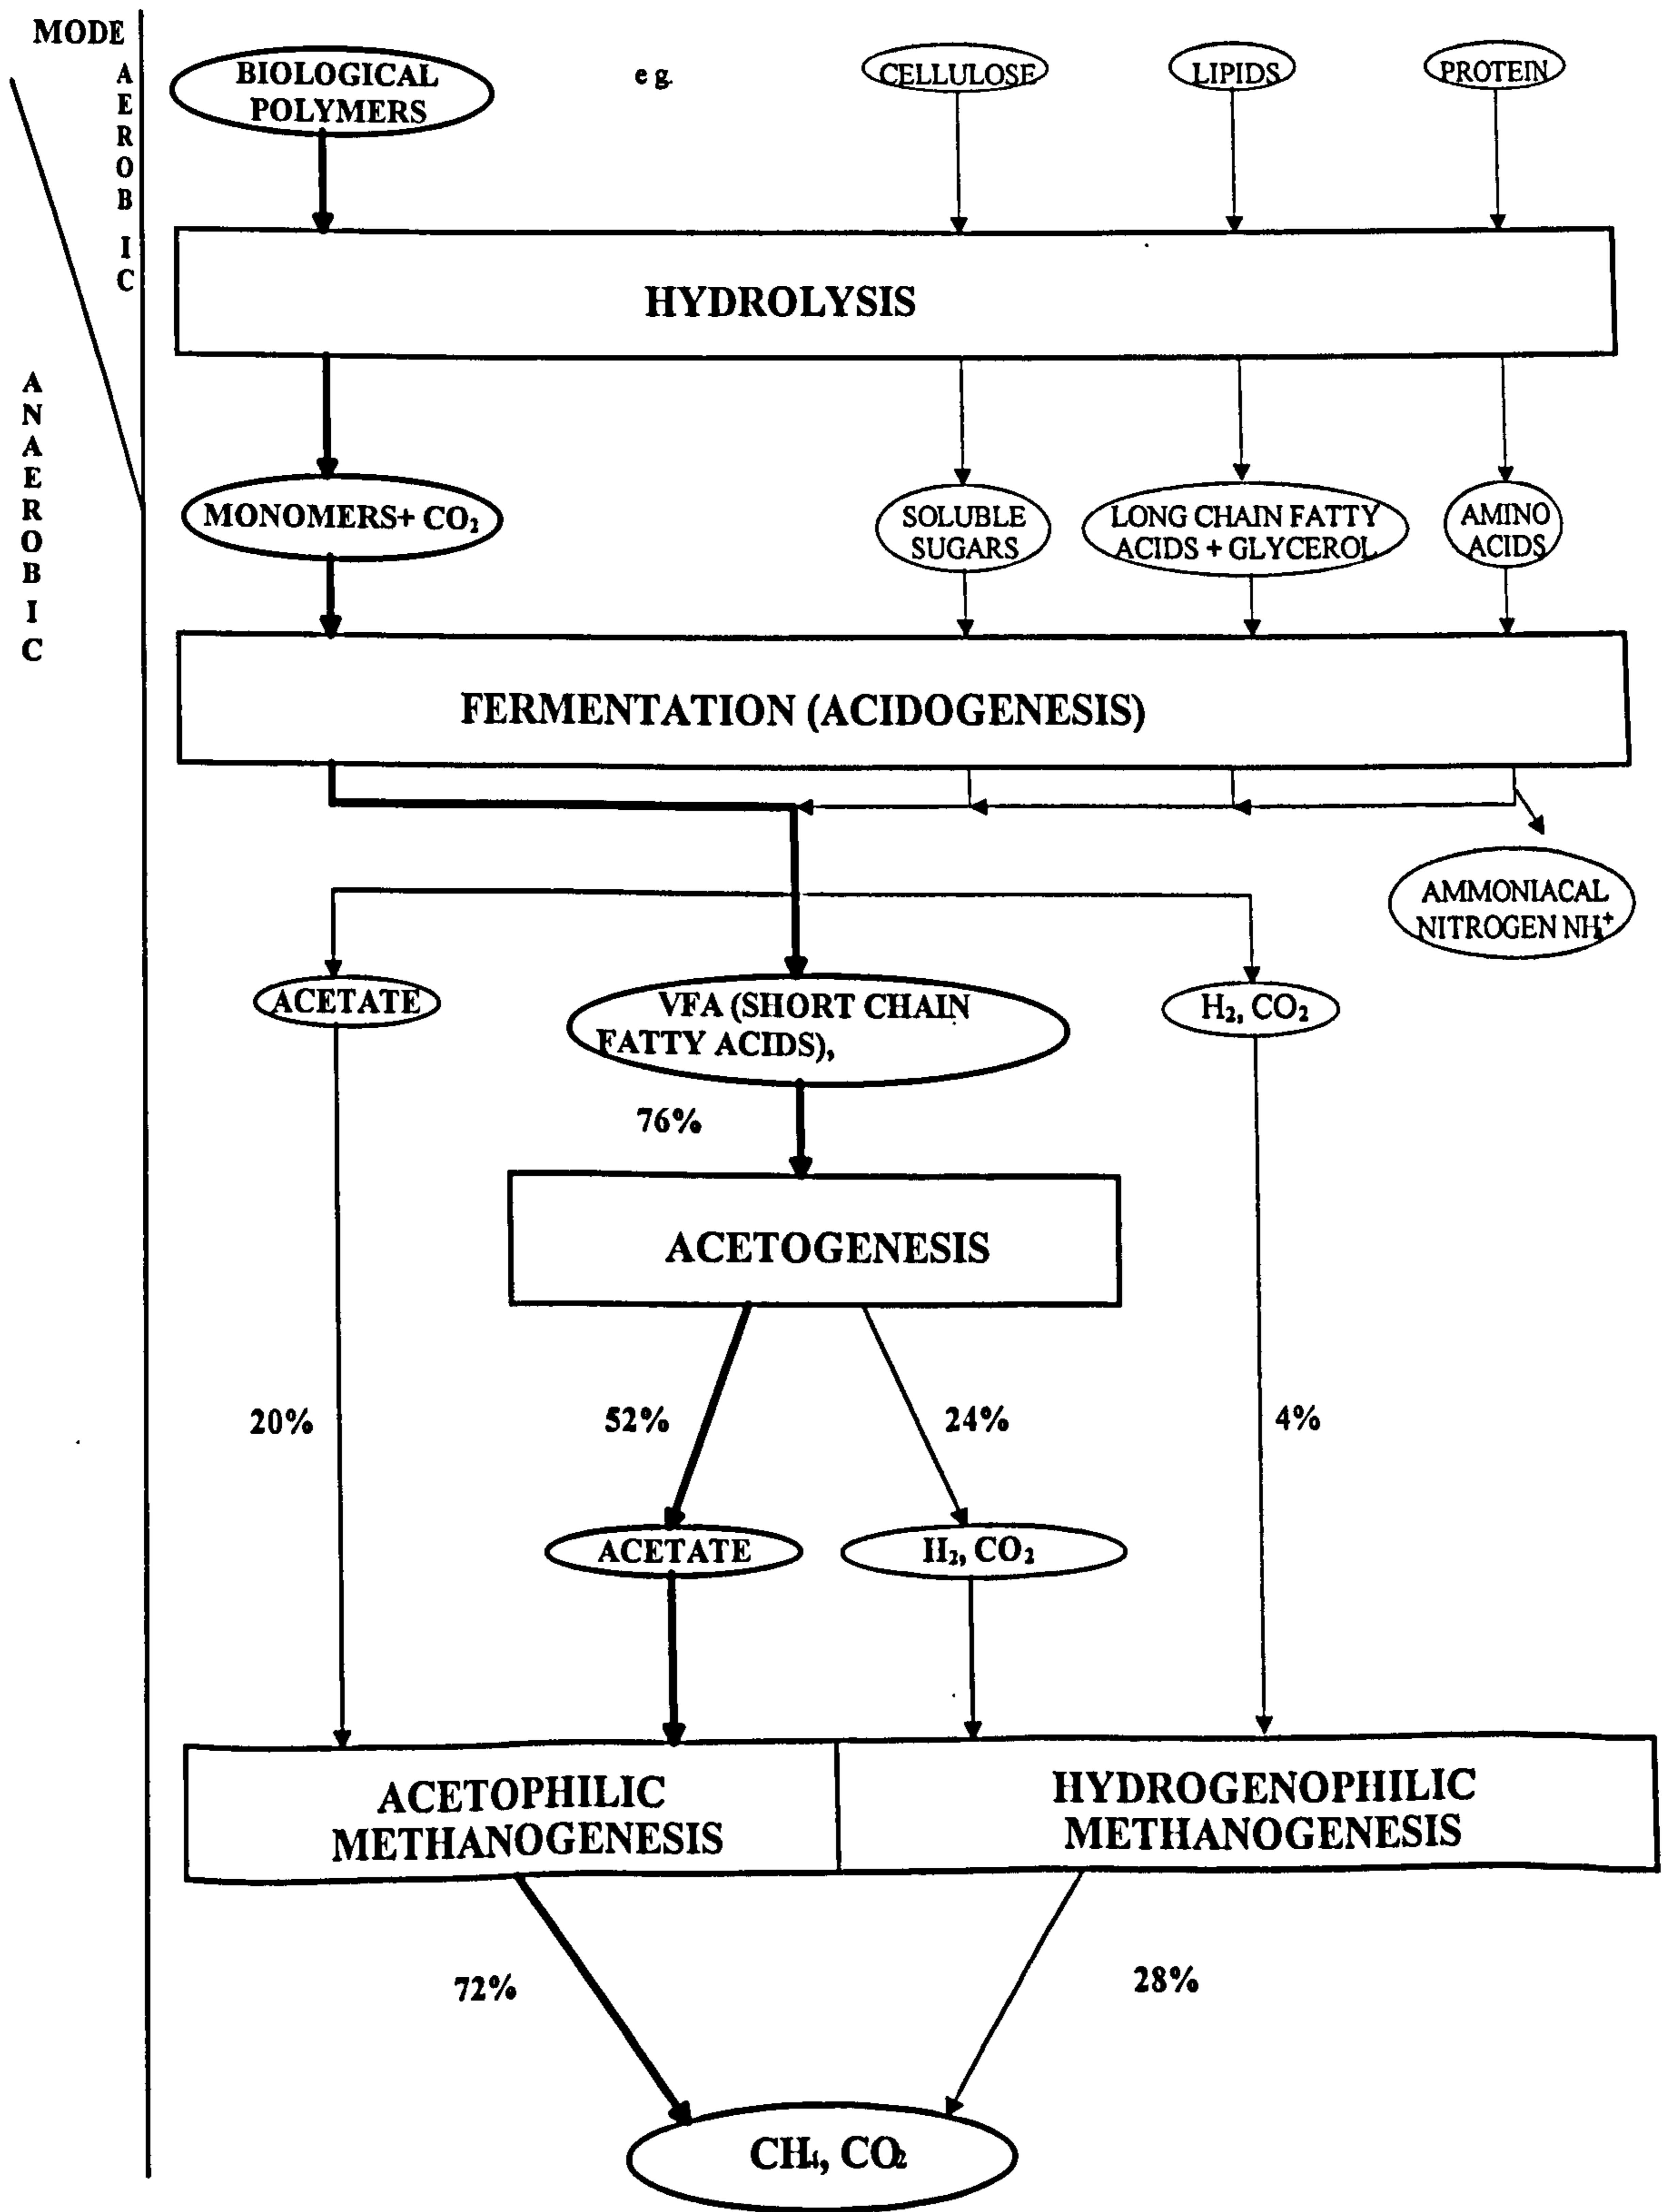 MODE
AEROBIC
ANAEROBIC
BIOLOGICAL
POLYMERS
e g.
CELLULOSE
LIPIDS
PROTEIN
HYDROLYSIS
MONOMERS+ CO₂
SOLUBLE
SUGARS
LONG CHAIN FATTY
ACIDS + GLYCEROL
AMINO
ACIDS
FERMENTATION (ACIDOGENESIS)
AMMONIACAL
NITROGEN NH₄⁺
ACETATE
VFA (SHORT CHAIN
FATTY ACIDS),
H₂, CO₂
76%
ACETOGENESIS
20%
52%
24%
4%
ACETATE
H₂, CO₂
ACETOPHILIC
METHANOGENESIS
HYDROGENOPHILIC
METHANOGENESIS
72%
28%
CH₄, CO₂